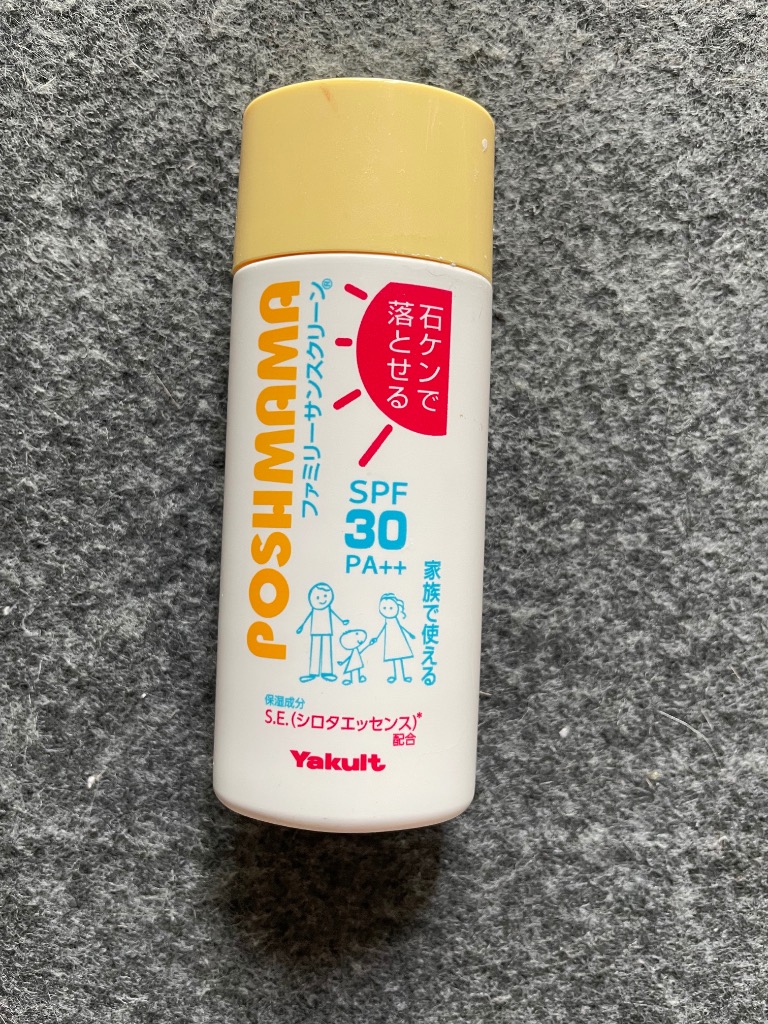 POSHMAMA
ファミリーサンスクリーン®
石ケンで
落とせる
SPF
30
PA++
家族で使える
保湿成分
S.E.(シロタエッセンス)*
配合
Yakult